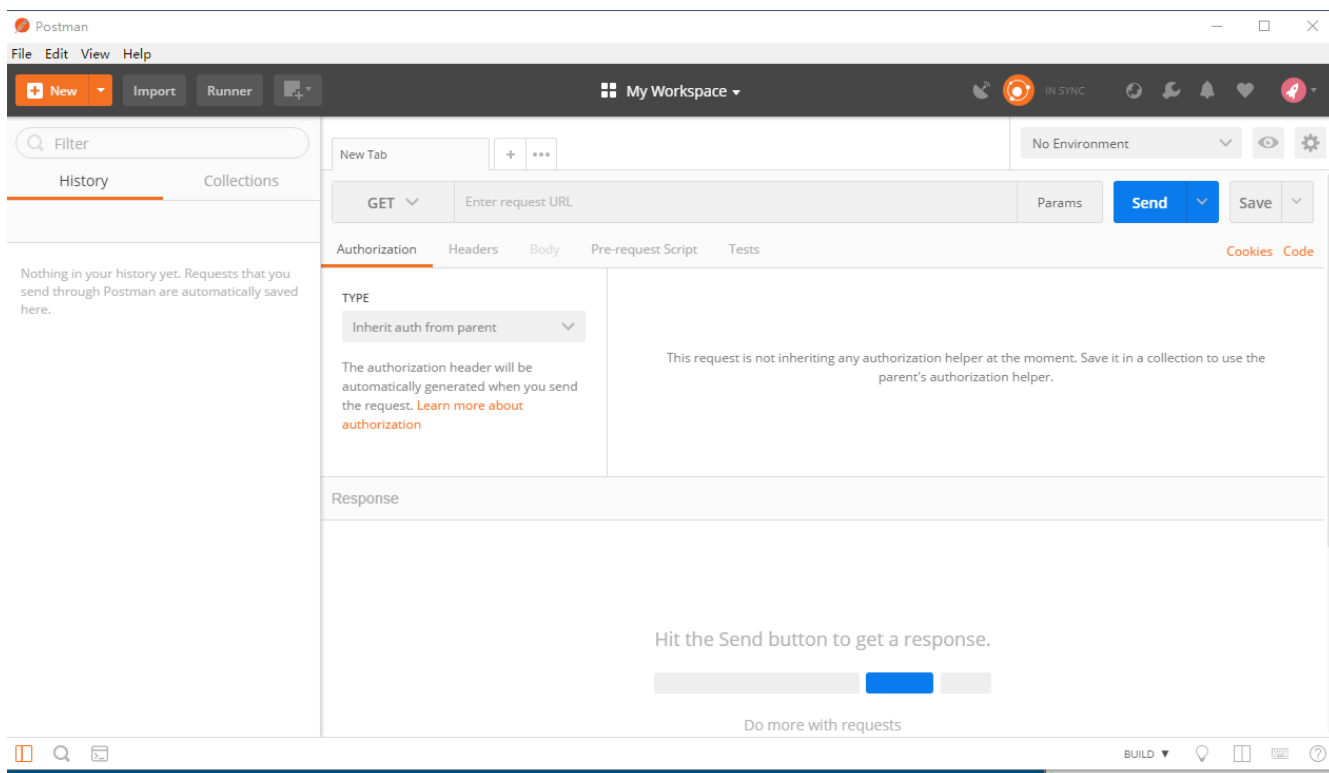 Postman
File Edit View Help
New Import Runner My Workspace IN SYNC
Filter
History Collections
Nothing in your history yet. Requests that you
send through Postman are automatically saved
here.
New Tab + ••• No Environment
GET Enter request URL Params Send Save
Authorization Headers Body Pre-request Script Tests Cookies Code
TYPE
Inherit auth from parent
The authorization header will be
automatically generated when you send
the request. Learn more about
authorization
This request is not inheriting any authorization helper at the moment. Save it in a collection to use the
parent's authorization helper.
Response
Hit the Send button to get a response.
Do more with requests
BUILD